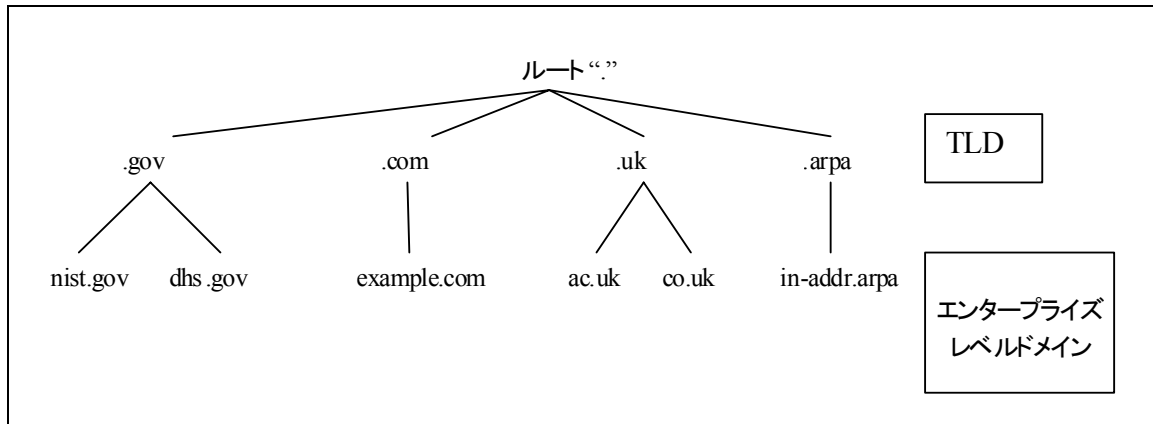 ルート “.”
.gov
.com
.uk
.arpa
TLD
nist.gov
dhs.gov
example.com
ac.uk
co.uk
in-addr.arpa
エンタープライズ
レベルドメイン